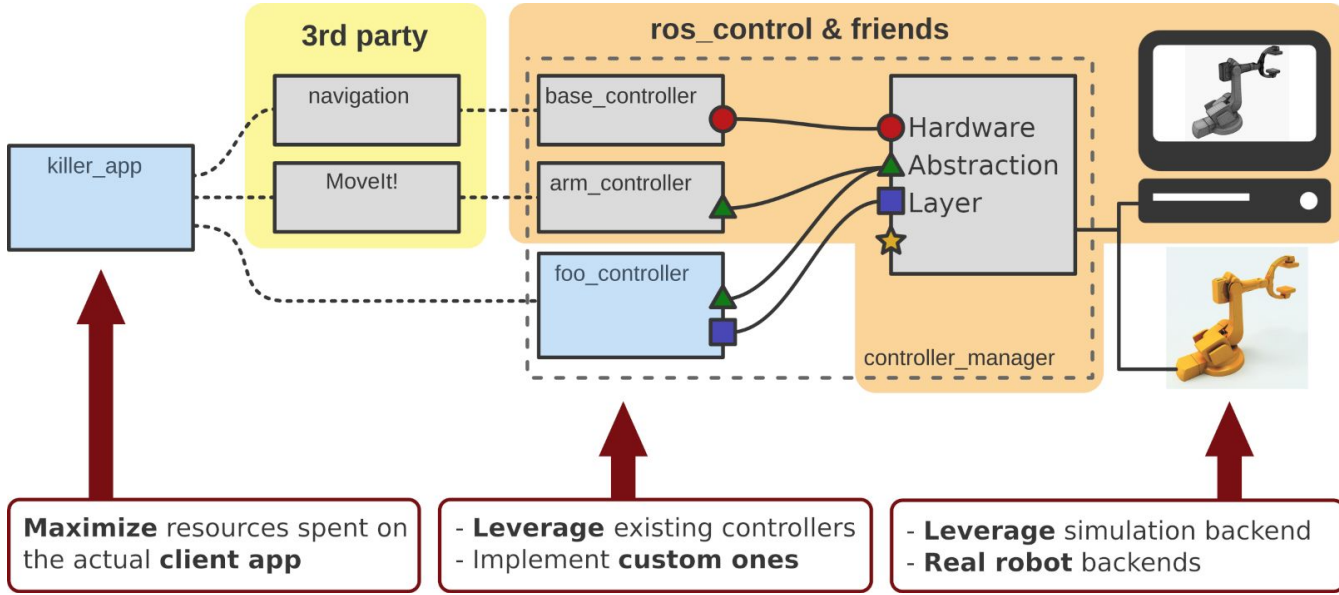 3rd party
ros_control & friends
navigation
base_controller
killer_app
MoveIt!
arm_controller
Hardware
Abstraction
Layer
foo_controller
controller_manager
Maximize resources spent on
the actual client app
- Leverage existing controllers
- Implement custom ones
- Leverage simulation backend
- Real robot backends